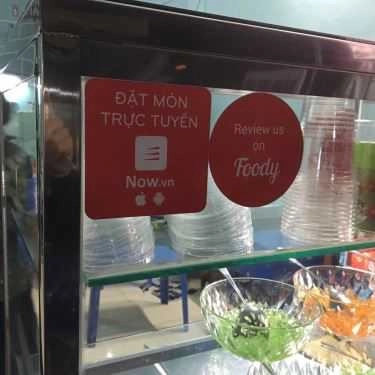 ĐẶT MÓN
TRỰC TUYẾN
Now.vn
Review us
on
Foody